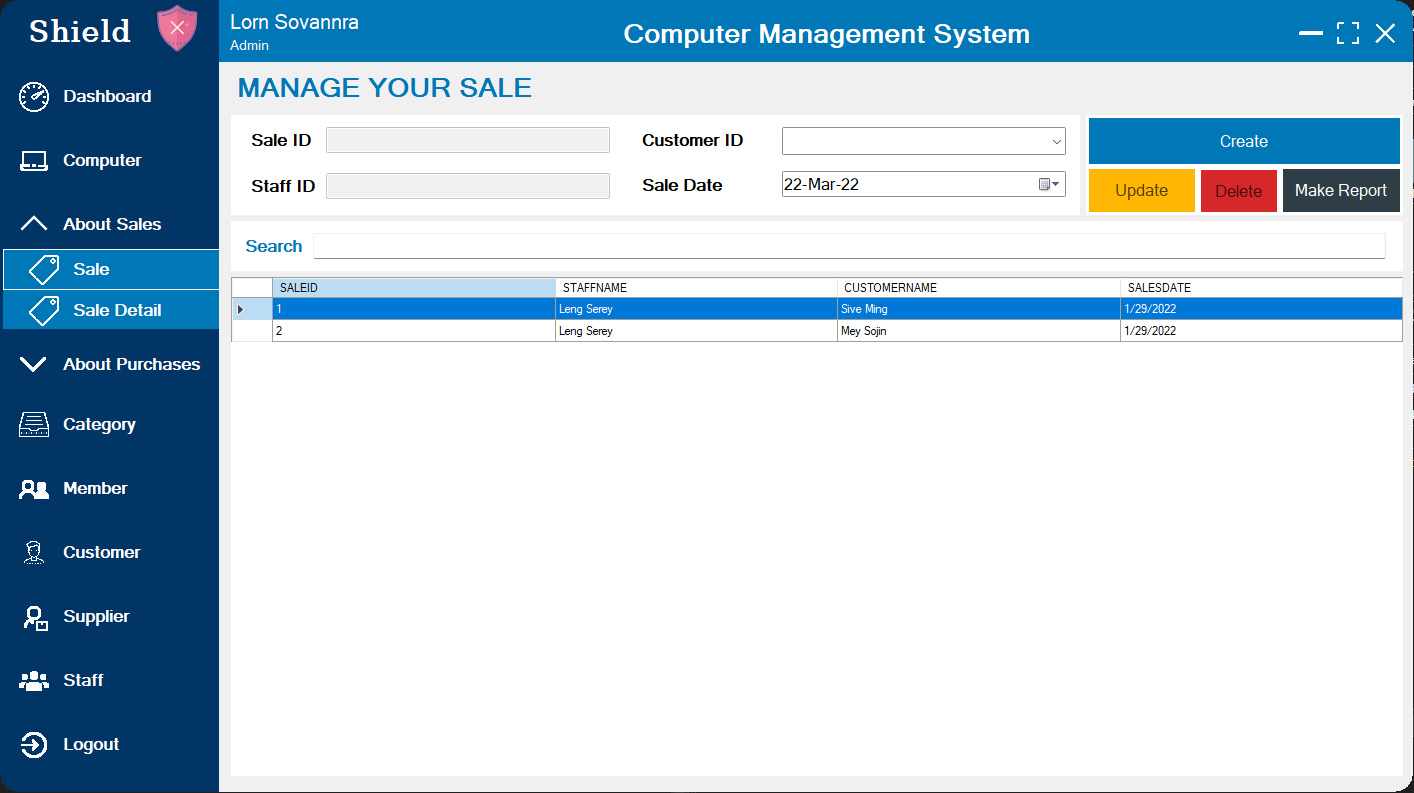 Shield
Lorn Sovannra
Admin
Computer Management System
Dashboard
Computer
About Sales
Sale
Sale Detail
About Purchases
Category
Member
Customer
Supplier
Staff
Logout
MANAGE YOUR SALE
Sale ID
Customer ID
Staff ID
Sale Date 22-Mar-22
Create
Update Delete Make Report
Search
SALEID STAFFNAME CUSTOMERNAME SALESDATE
1 Leng Serey Sive Ming 1/29/2022
2 Leng Serey Mey Sojin 1/29/2022